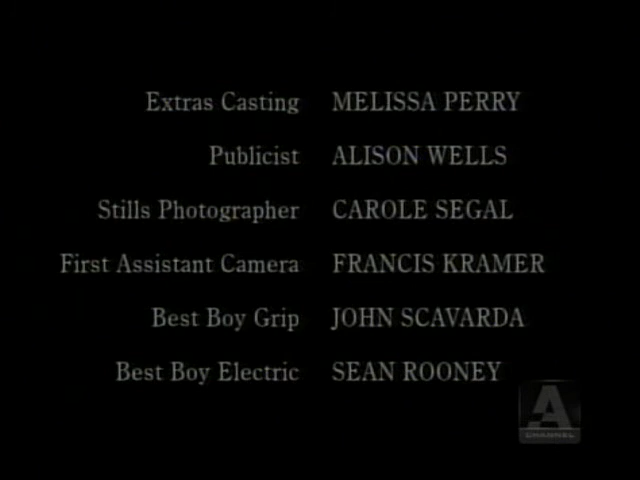 Extras Casting MELISSA PERRY
Publicist ALISON WELLS
Stills Photographer CAROLE SEGAL
First Assistant Camera FRANCIS KRAMER
Best Boy Grip JOHN SCAVARDA
Best Boy Electric SEAN ROONEY
A
CHANNEL